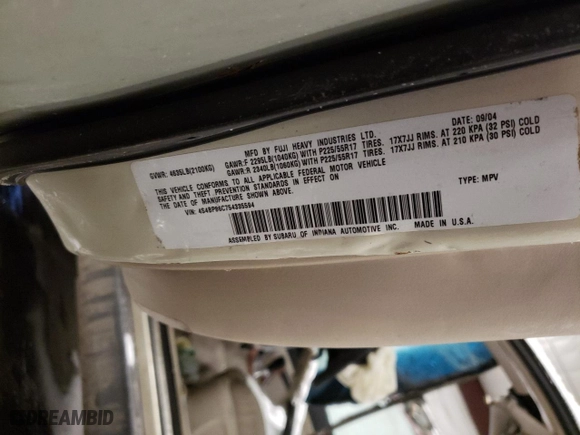 MFD BY FUJI HEAVY INDUSTRIES LTD. DATE: 09/04
GVWR: 4635LB(2100KG) GAWR:F 2295LB(1040KG) WITH P225/55R17 TIRES. 17X7JJ RIMS. AT 220 KPA (32 PSI) COLD
GAWR:R 2340LB(1060KG) WITH P225/55R17 TIRES. 17X7JJ RIMS. AT 210 KPA (30 PSI) COLD
THIS VEHICLE CONFORMS TO ALL APPLICABLE FEDERAL MOTOR VEHICLE
SAFETY AND THEFT STANDARDS IN EFFECT ON
THE DATE OF MANUFACTURE SHOWN ABOVE.
VIN: TYPE: MPV
ASSEMBLED BY SUBARU OF INDIANA AUTOMOTIVE INC. MADE IN U.S.A.
DREAMBID